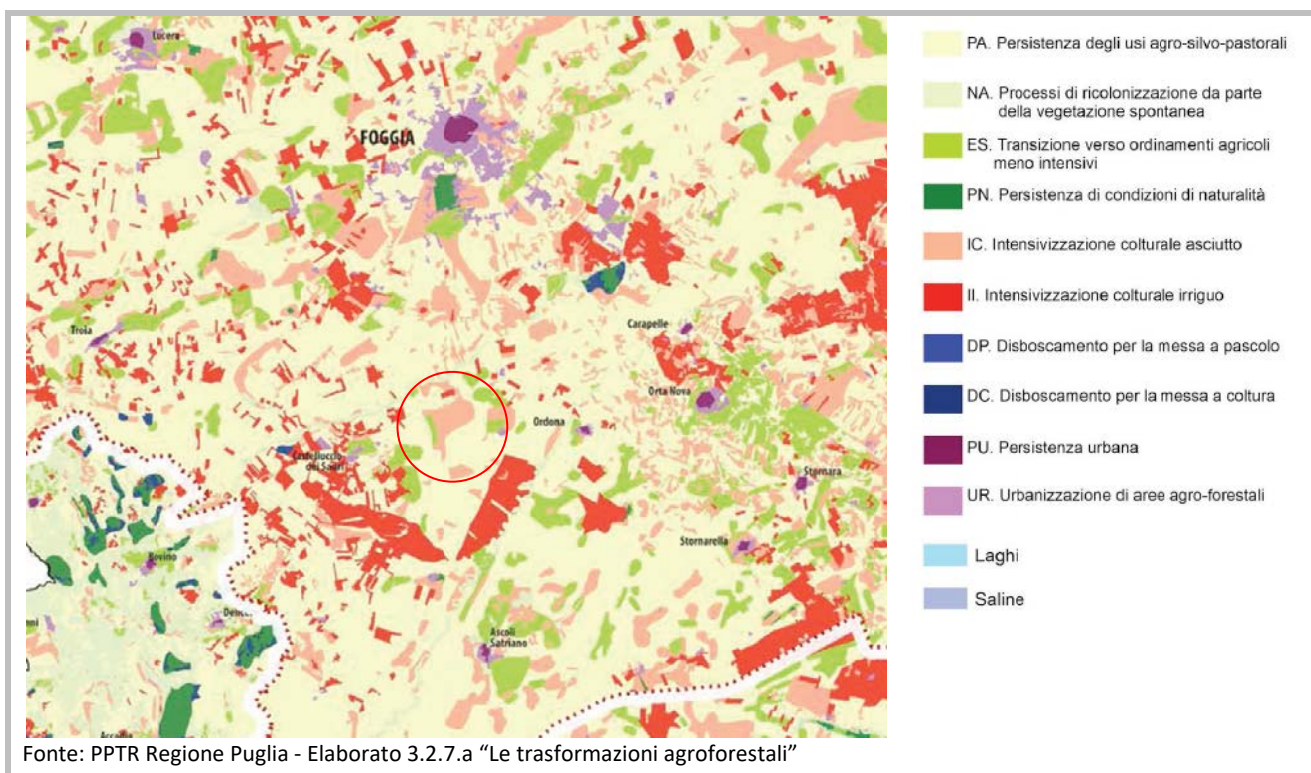 Lucera
FOGGIA
Troia
Carapelle
Orta Nova
Ordona
Castelluccio
dei Sauri
Stornara
Bovino
Stornarella
Ascoli
Satriano
PA. Persistenza degli usi agro-silvo-pastorali
NA. Processi di ricolonizzazione da parte
della vegetazione spontanea
ES. Transizione verso ordinamenti agricoli
meno intensivi
PN. Persistenza di condizioni di naturalità
IC. Intensivizzazione colturale asciutto
II. Intensivizzazione colturale irriguo
DP. Disboscamento per la messa a pascolo
DC. Disboscamento per la messa a coltura
PU. Persistenza urbana
UR. Urbanizzazione di aree agro-forestali
Laghi
Saline
Fonte: PPTR Regione Puglia - Elaborato 3.2.7.a “Le trasformazioni agroforestali”